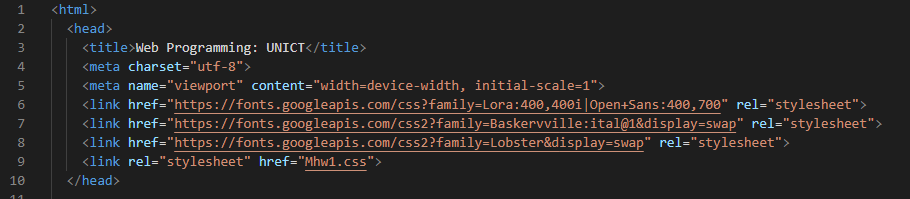 1 <html>
2 <head>
3 <title>Web Programming: UNICT</title>
4 <meta charset="utf-8">
5 <meta name="viewport" content="width=device-width, initial-scale=1">
6 <link href="https://fonts.googleapis.com/css?family=Lora:400,400i|Open+Sans:400,700" rel="stylesheet">
7 <link href="https://fonts.googleapis.com/css2?family=Baskervville:ital@1&display=swap" rel="stylesheet">
8 <link href="https://fonts.googleapis.com/css2?family=Lobster&display=swap" rel="stylesheet">
9 <link rel="stylesheet" href="Mhw1.css">
10 </head>
11